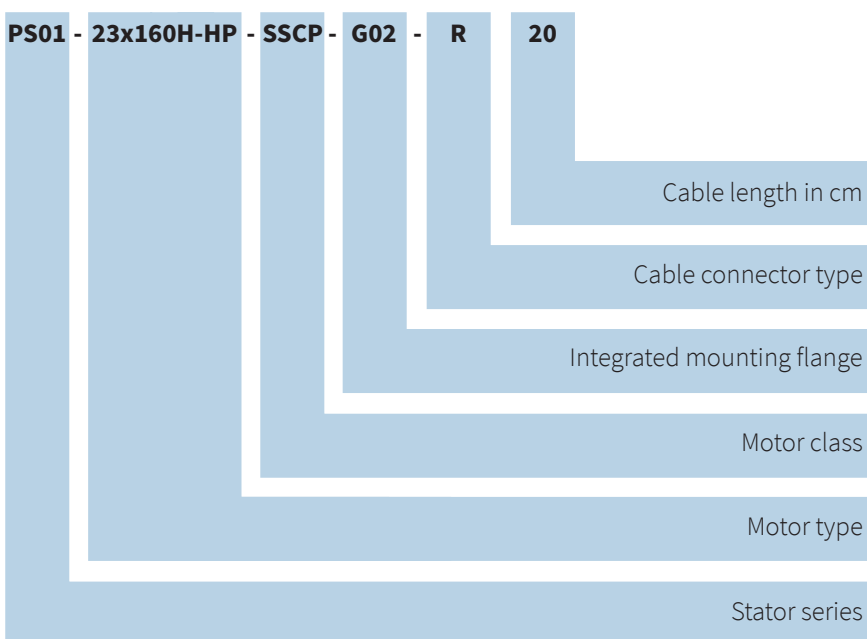 PS01 - 23x160H-HP - SSCP - G02 - R 20
Cable length in cm
Cable connector type
Integrated mounting flange
Motor class
Motor type
Stator series